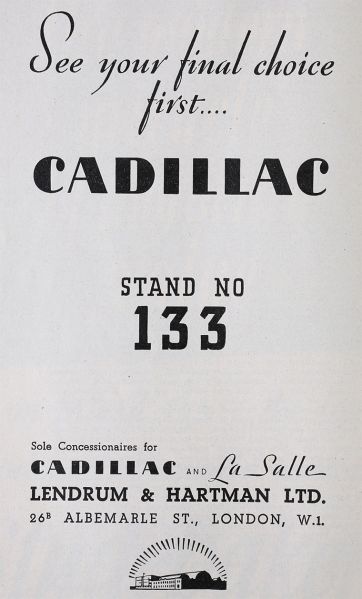 See your final choice
first....
CADILLAC
STAND NO
133
Sole Concessionaires for
CADILLAC AND La Salle
LENDRUM & HARTMAN LTD.
26B ALBEMARLE ST., LONDON, W.1.